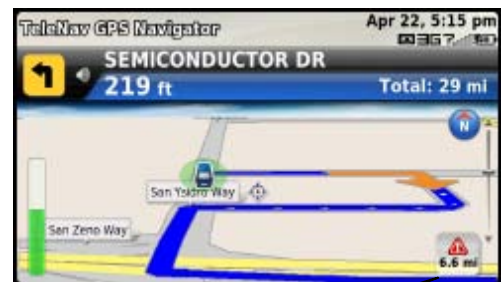 TeleNav GPS Navigator
Apr 22, 5:15 pm
3G
SEMICONDUCTOR DR
219 ft
Total: 29 mi
N
San Ysidro Way
San Zeno Way
6.6 mi